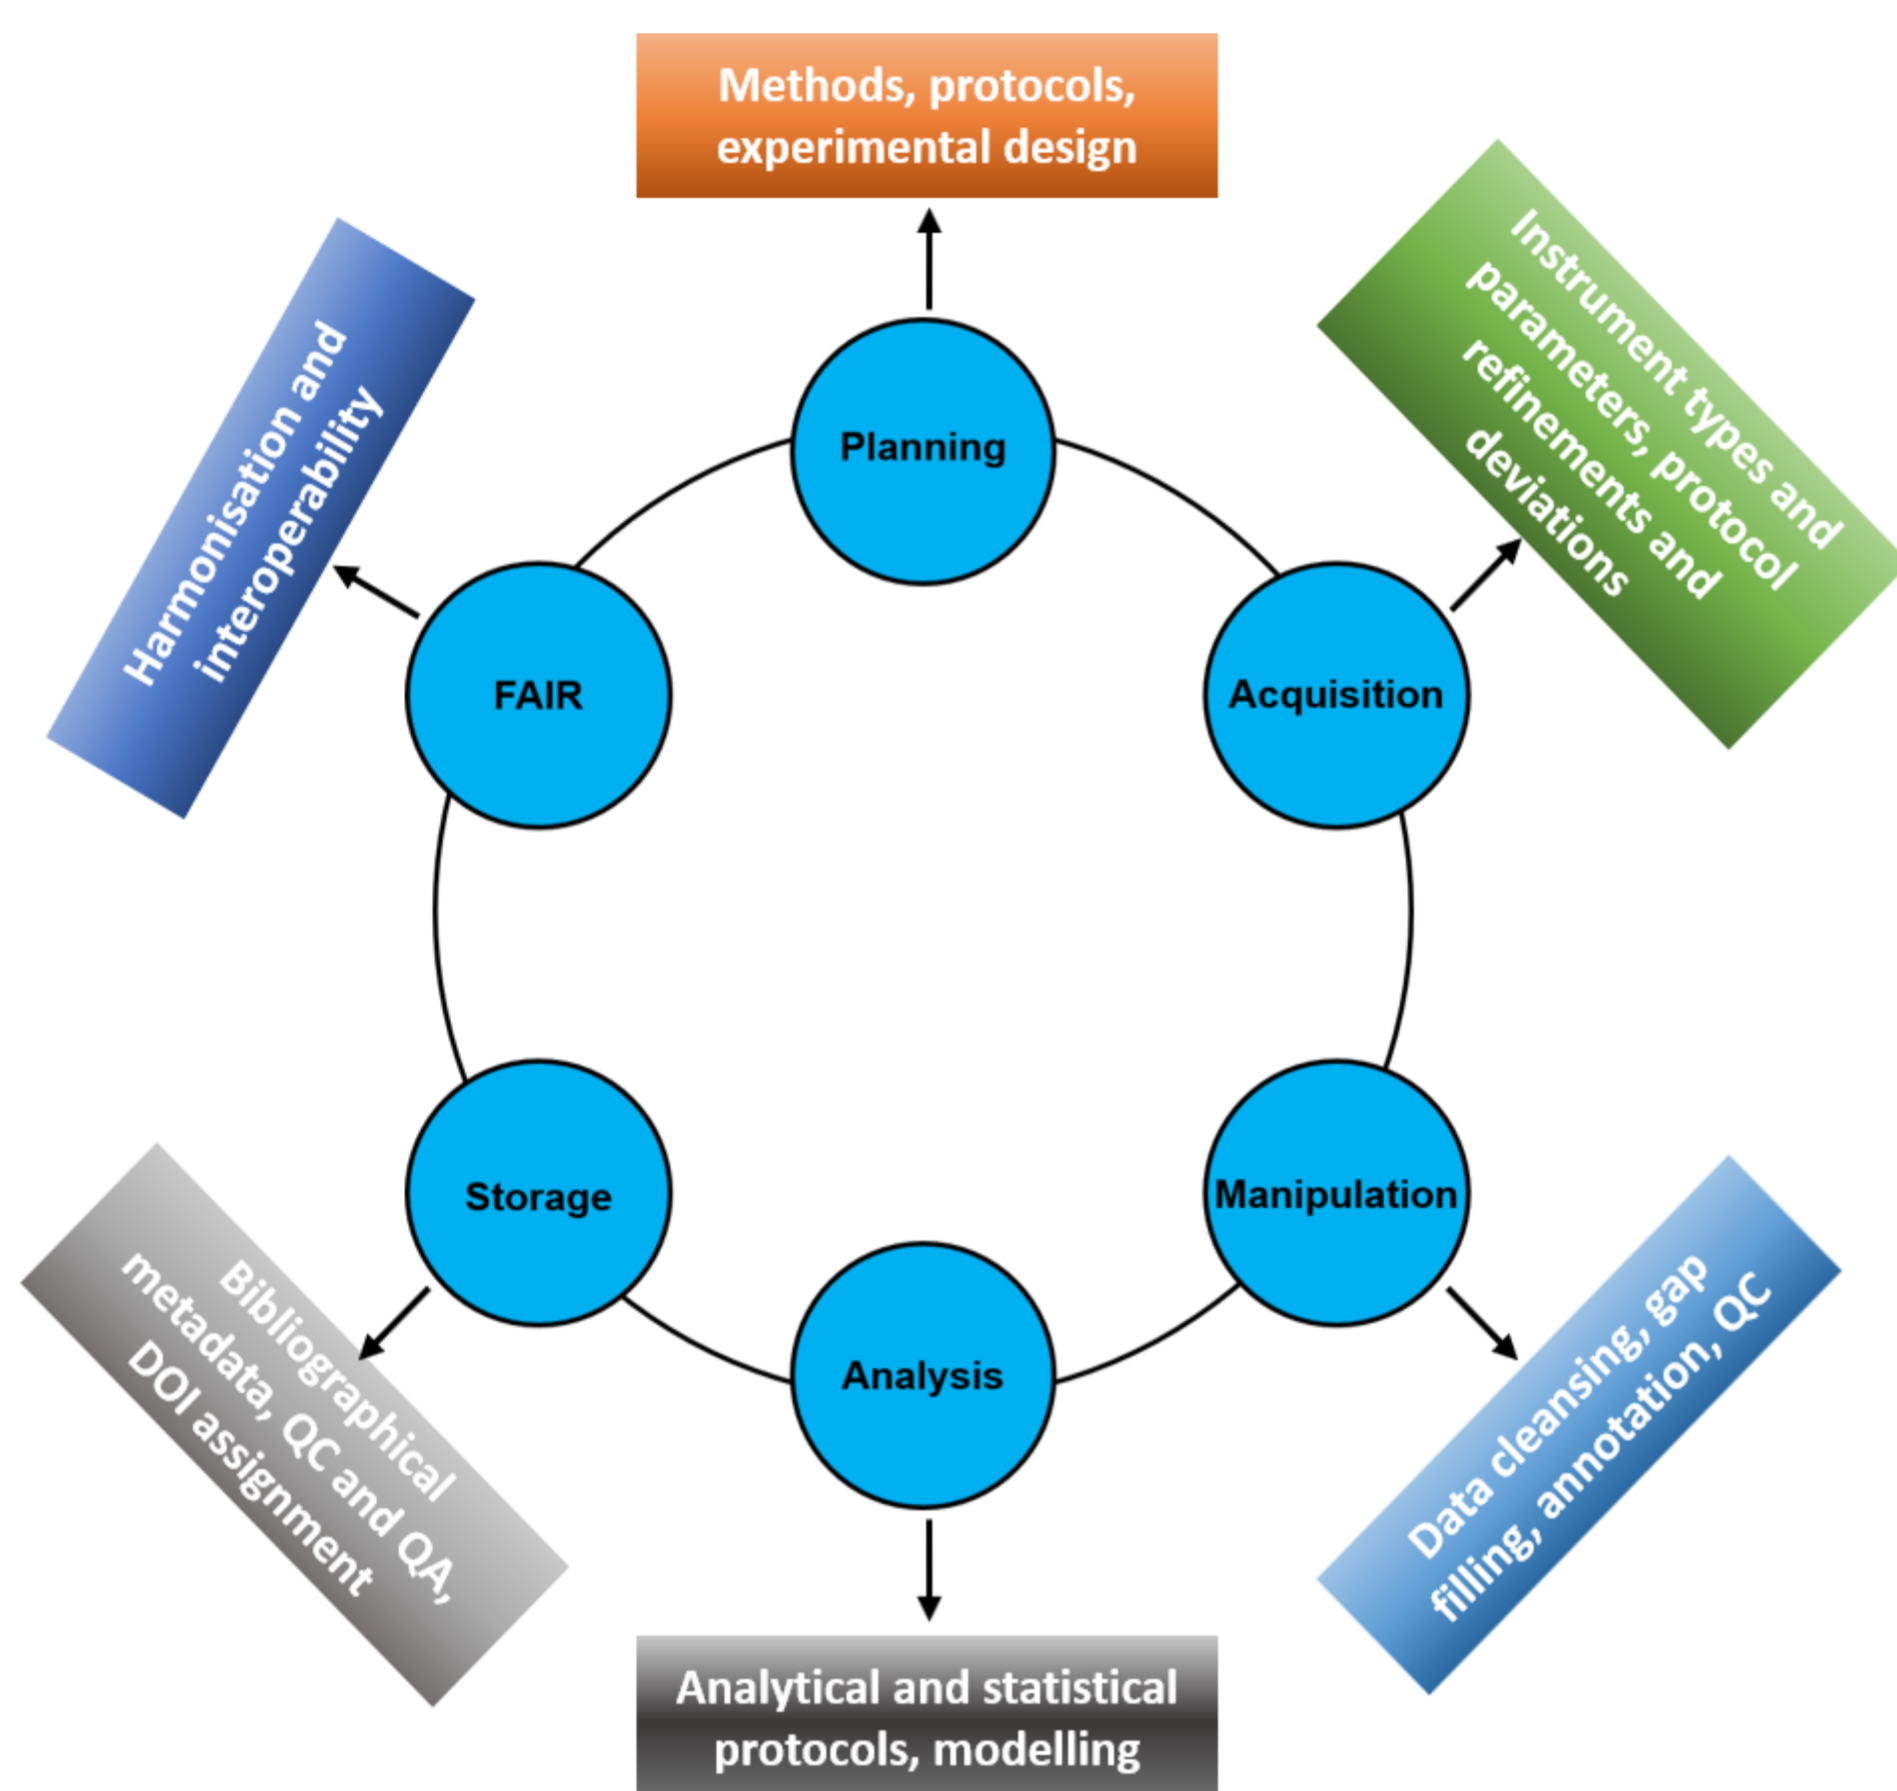 Methods, protocols,
experimental design
Instrument types and
parameters, protocol
refinements and
deviations
Harmonisation and
interoperability
Planning
FAIR
Acquisition
Storage
Manipulation
Analysis
Bibliographical
metadata, QC and QA,
DOI assignment
Data cleansing, gap
filling, annotation, QC
Analytical and statistical
protocols, modelling